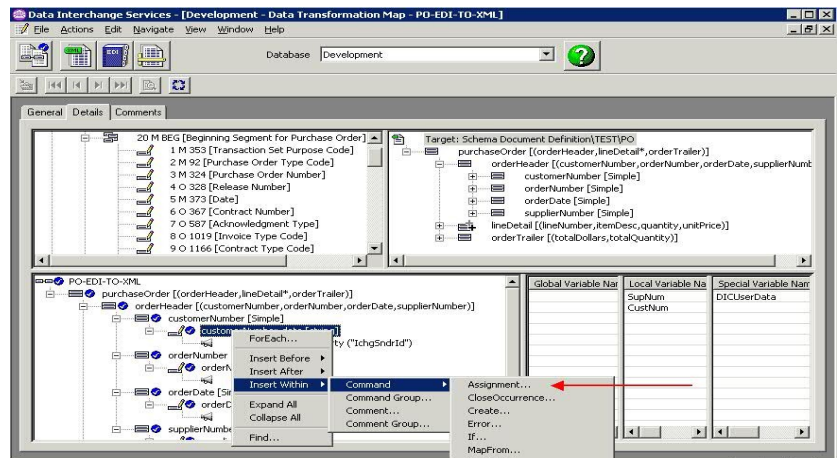 Data Interchange Services - [Development - Data Transformation Map - PO-EDI-TO-XML]
File Actions Edit Navigate View Window Help
EDI
Database Development
General Details Comments
20 M BEG [Beginning Segment for Purchase Order]
1 M 353 [Transaction Set Purpose Code]
2 M 92 [Purchase Order Type Code]
3 M 324 [Purchase Order Number]
4 O 328 [Release Number]
5 M 373 [Date]
6 O 367 [Contract Number]
7 O 587 [Acknowledgment Type]
8 O 1019 [Invoice Type Code]
9 O 1166 [Contract Type Code]
Target: Schema Document Definition\TEST\PO
purchaseOrder [(orderHeader,lineDetail*,orderTrailer)]
orderHeader [(customerNumber,orderNumber,orderDate,supplierNumb
customerNumber [Simple]
orderNumber [Simple]
orderDate [Simple]
supplierNumber [Simple]
lineDetail [(lineNumber,itemDesc,quantity,unitPrice)]
orderTrailer [(totalDollars,totalQuantity)]
PO-EDI-TO-XML
purchaseOrder [(orderHeader,lineDetail*,orderTrailer)]
orderHeader [(customerNumber,orderNumber,orderDate,supplierNumber)]
customerNumber [Simple]
rty ("IchgSndrId")
orderNumber
orderN
orderDate [Sir
orderD
supplierNumbe
ForEach...
Insert Before
Insert After
Insert Within
Expand All
Collapse All
Find...
Command
Command Group...
Comment...
Comment Group...
Assignment...
CloseOccurrence...
Create...
Error...
If...
MapFrom...
Global Variable Nar
Local Variable Na
SupNum
CustNum
Special Variable Nam
DICUserData